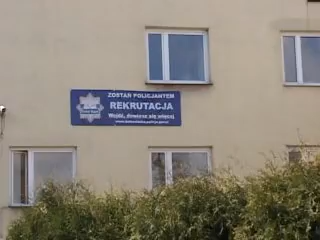 ZOSTAŃ POLICJANTEM
REKRUTACJA
Wejdź, dowiesz się więcej